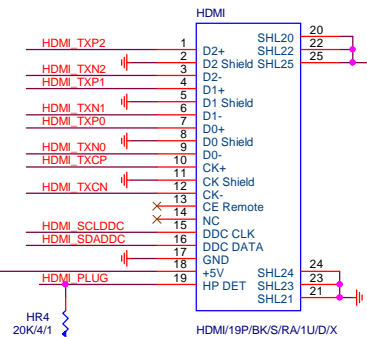 HDMI
HDMI_TXP2 1 D2+ SHL20 20
2 D2 Shield SHL22 22
HDMI_TXN2 3 D2- SHL25 25
HDMI_TXP1 4 D1+
5 D1 Shield
HDMI_TXN1 6 D1-
HDMI_TXP0 7 D0+
8 D0 Shield
HDMI_TXN0 9 D0-
HDMI_TXCP 10 CK+
11 CK Shield
HDMI_TXCN 12 CK-
13 CE Remote
14 NC
HDMI_SCLDDC 15 DDC CLK
HDMI_SDADDC 16 DDC DATA
17 GND
18 +5V SHL24 24
HDMI_PLUG 19 HP DET SHL23 23
SHL21 21
HR4
20K/4/1 HDMI/19P/BK/S/RA/1U/D/X